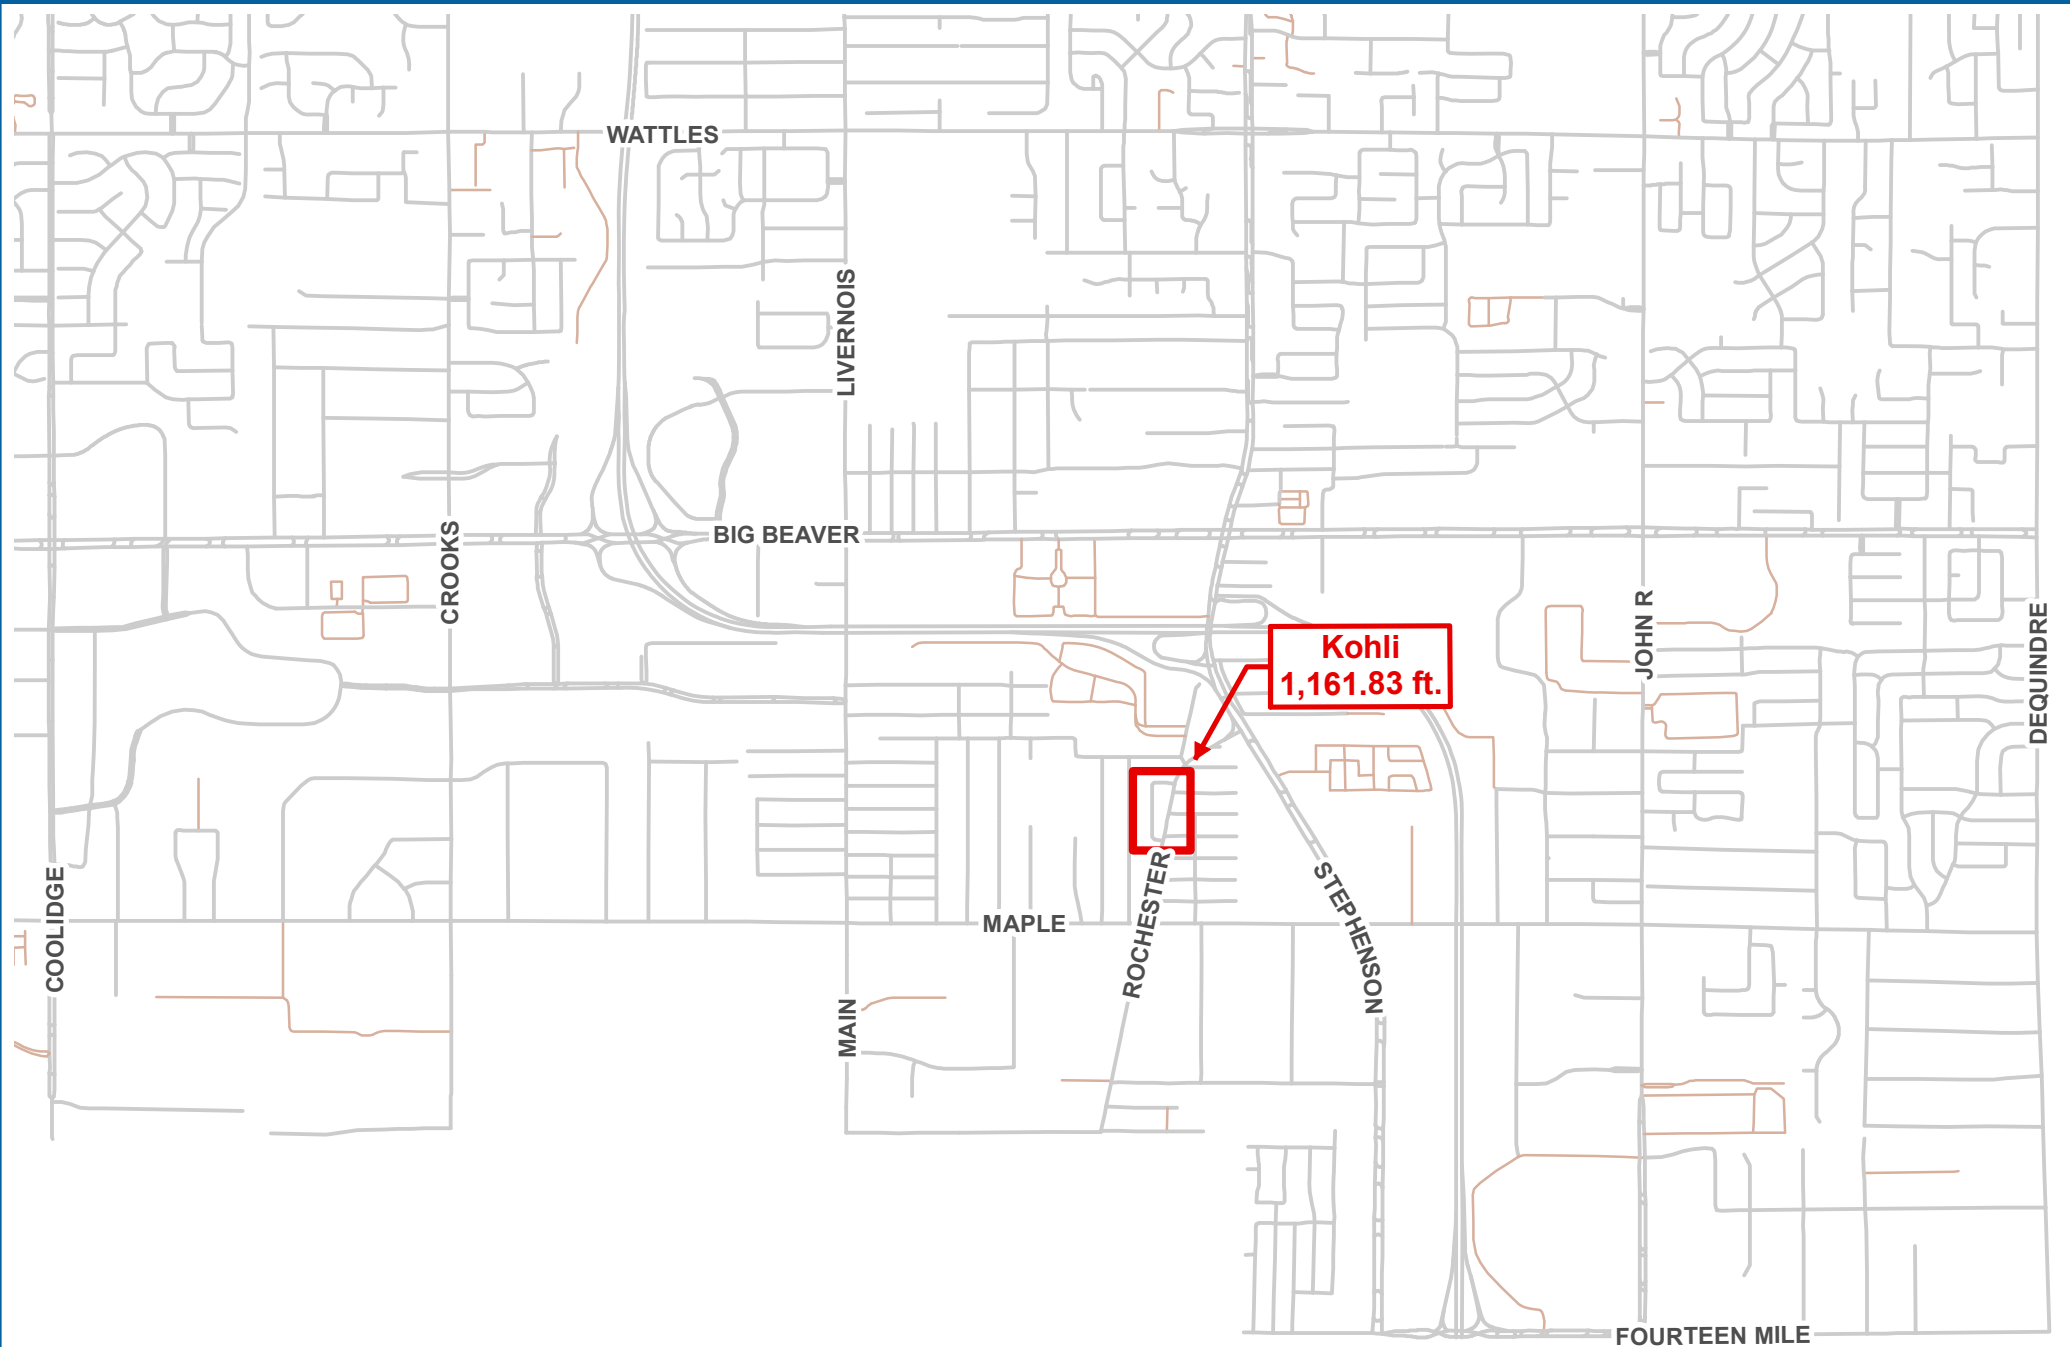 WATTLES
LIVERNOIS
BIG BEAVER
CROOKS
JOHN R
DEQUINDRE
Kohli
1,161.83 ft.
COOLIDGE
MAPLE
ROCHESTER
STEPHENSON
MAIN
FOURTEEN MILE